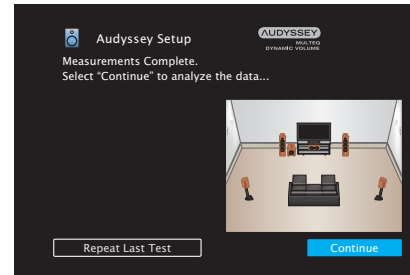 Audyssey Setup
AUDYSSEY
MULTEQ
DYNAMIC VOLUME
Measurements Complete.
Select “Continue” to analyze the data...
Repeat Last Test
Continue